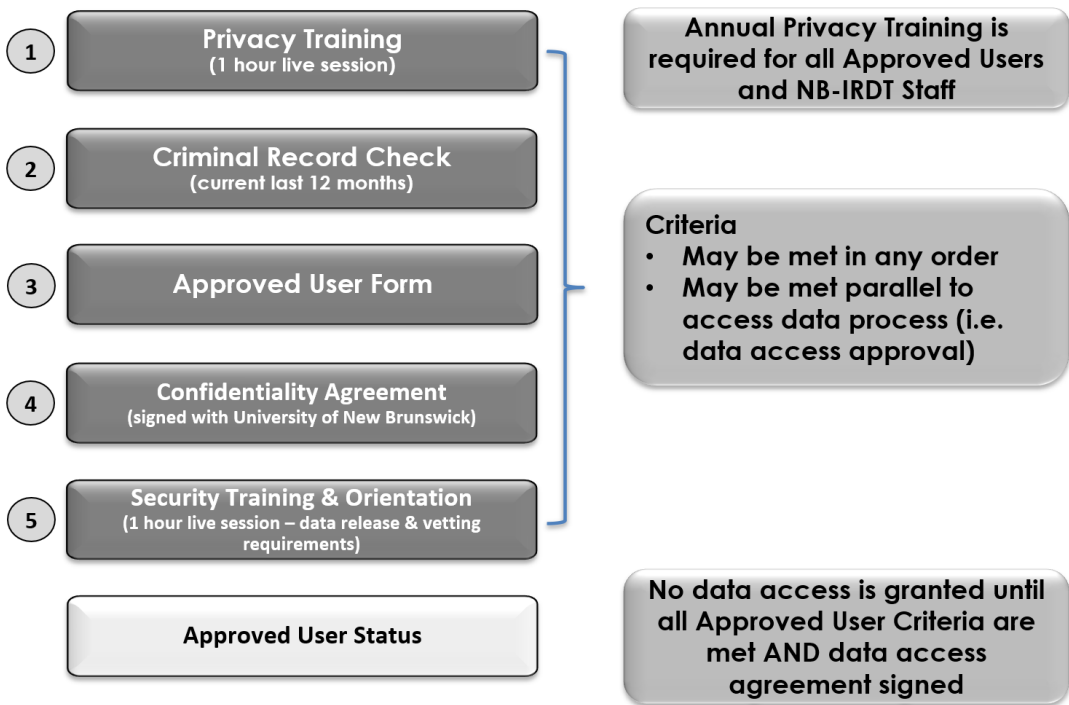 1
Privacy Training
(1 hour live session)
2
Criminal Record Check
(current last 12 months)
3
Approved User Form
4
Confidentiality Agreement
(signed with University of New Brunswick)
5
Security Training & Orientation
(1 hour live session – data release & vetting
requirements)
Approved User Status
Annual Privacy Training is
required for all Approved Users
and NB-IRDT Staff
Criteria
• May be met in any order
• May be met parallel to
access data process (i.e.
data access approval)
No data access is granted until
all Approved User Criteria are
met AND data access
agreement signed